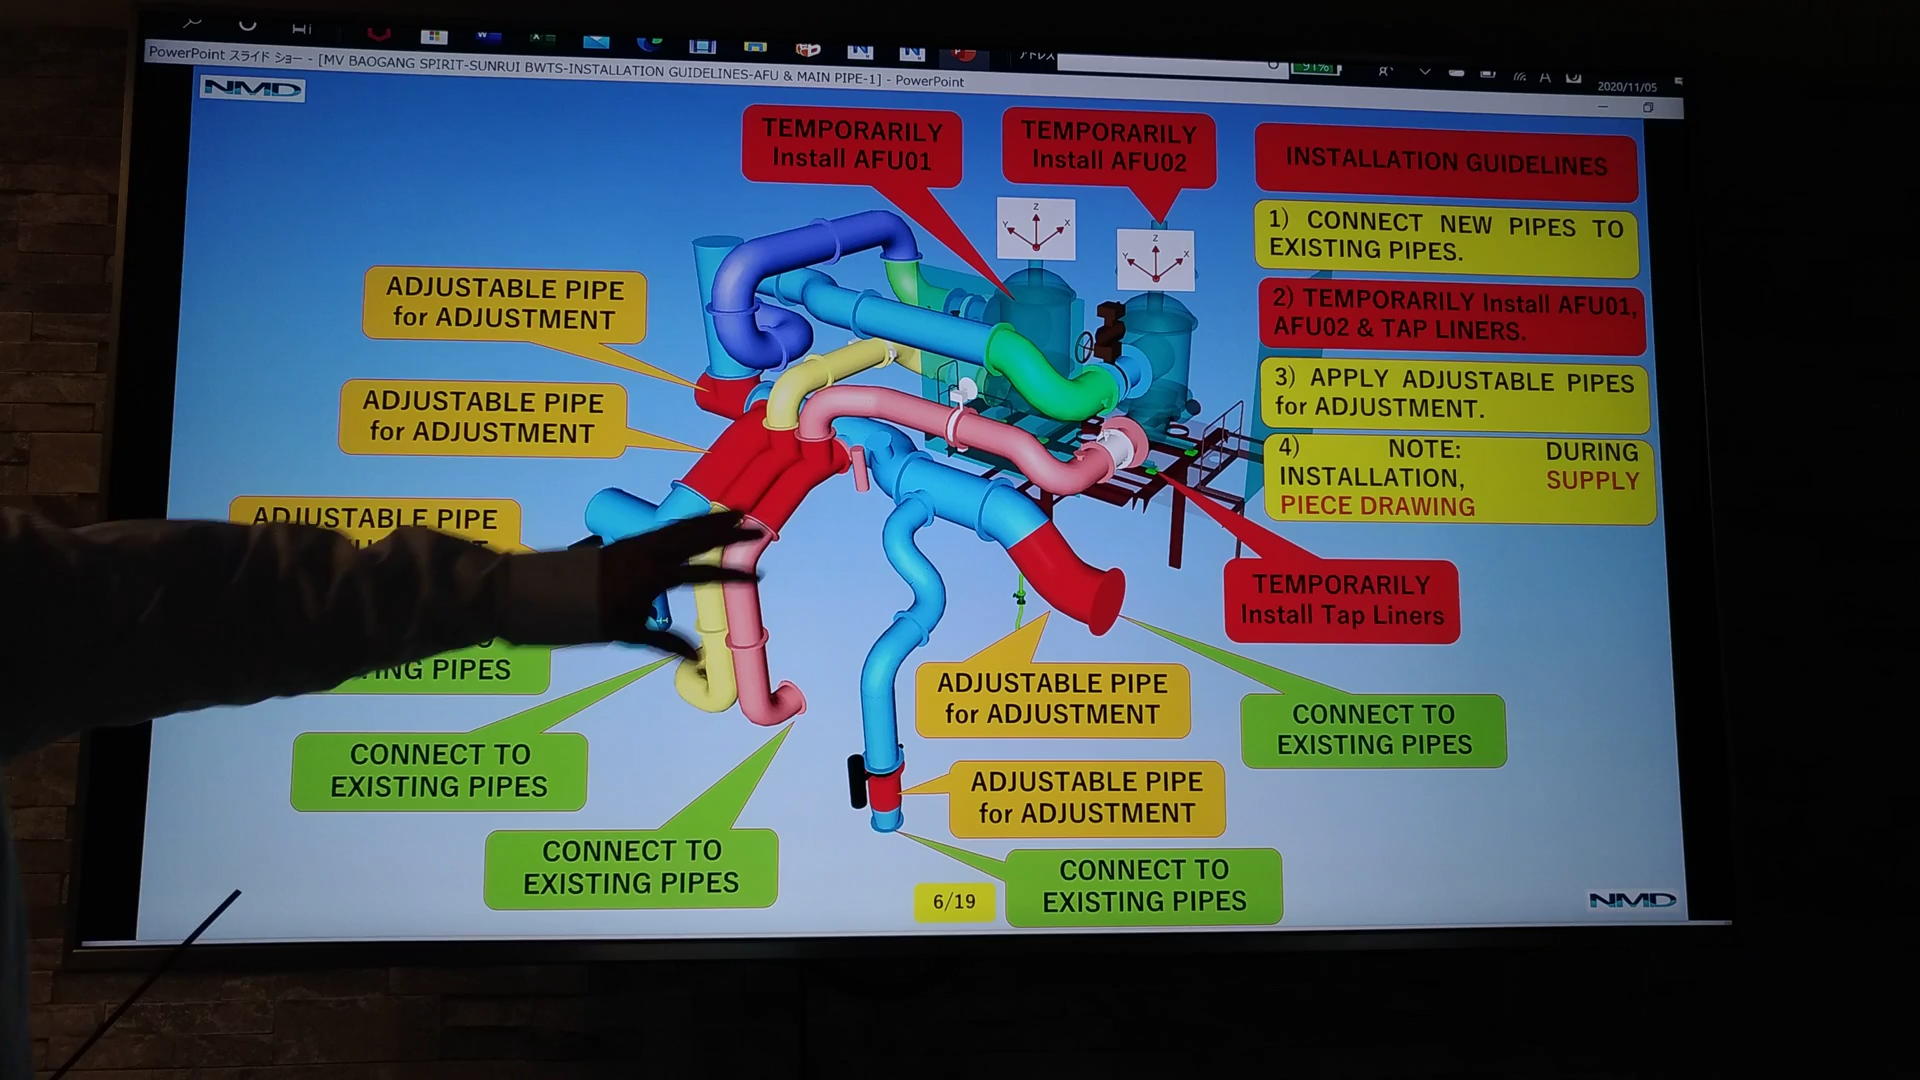 PowerPoint スライド ショー - [MV BAOGANG SPIRIT-SUNRUI BWTS-INSTALLATION GUIDELINES-AFU & MAIN PIPE-1] - PowerPoint
アドレス
91%
A
2020/11/05
NMD
TEMPORARILY
Install AFU01
TEMPORARILY
Install AFU02
INSTALLATION GUIDELINES
1) CONNECT NEW PIPES TO
EXISTING PIPES.
2) TEMPORARILY Install AFU01,
AFU02 & TAP LINERS.
3) APPLY ADJUSTABLE PIPES
for ADJUSTMENT.
4) NOTE: DURING
INSTALLATION, SUPPLY
PIECE DRAWING
Z
Y
X
Z
Y
X
ADJUSTABLE PIPE
for ADJUSTMENT
ADJUSTABLE PIPE
for ADJUSTMENT
ADJUSTABLE PIPE
PIPES
CONNECT TO
EXISTING PIPES
CONNECT TO
EXISTING PIPES
TEMPORARILY
Install Tap Liners
ADJUSTABLE PIPE
for ADJUSTMENT
CONNECT TO
EXISTING PIPES
ADJUSTABLE PIPE
for ADJUSTMENT
CONNECT TO
EXISTING PIPES
6/19
NMD